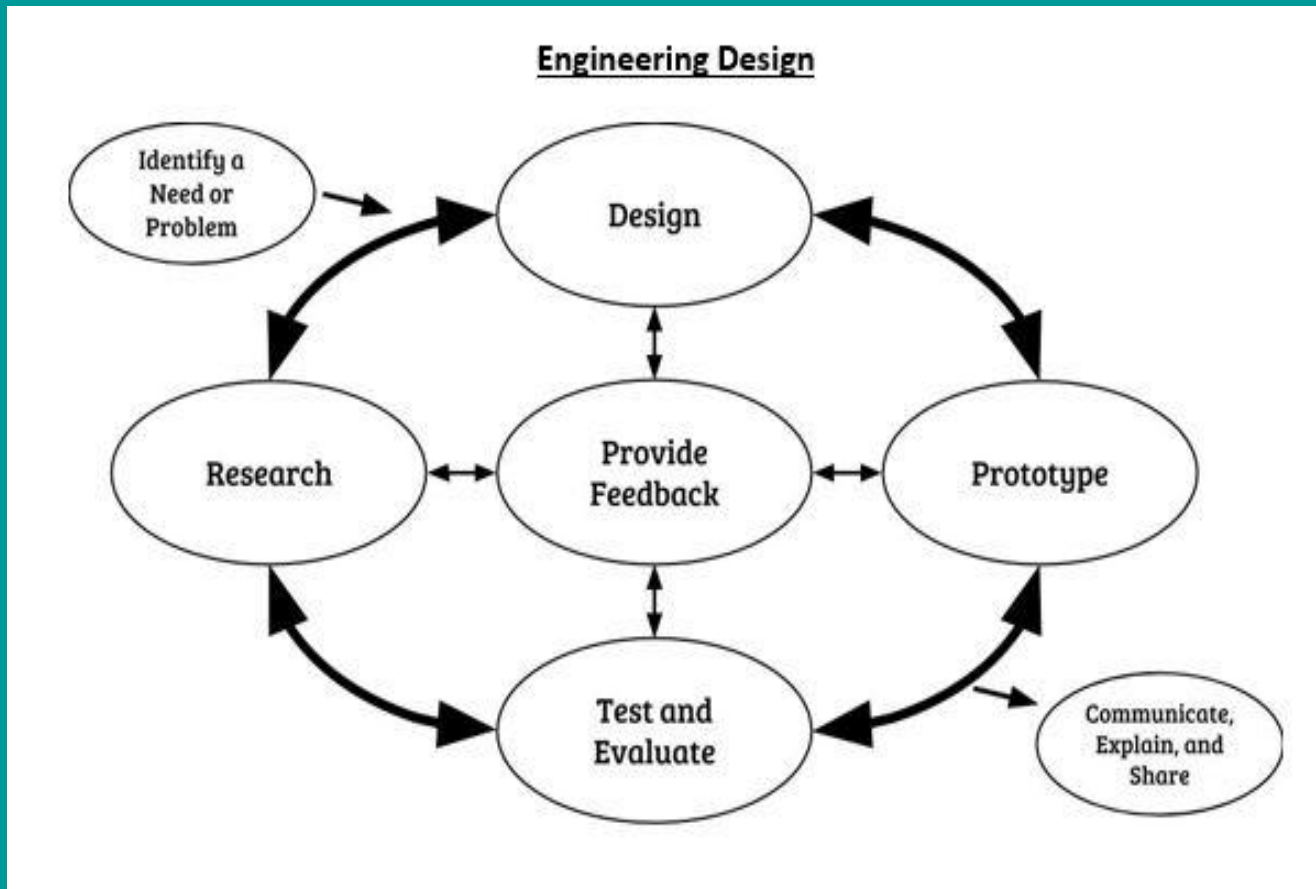 Engineering Design
Identify a
Need or
Problem
Design
Research
Provide
Feedback
Prototype
Test and
Evaluate
Communicate,
Explain, and
Share